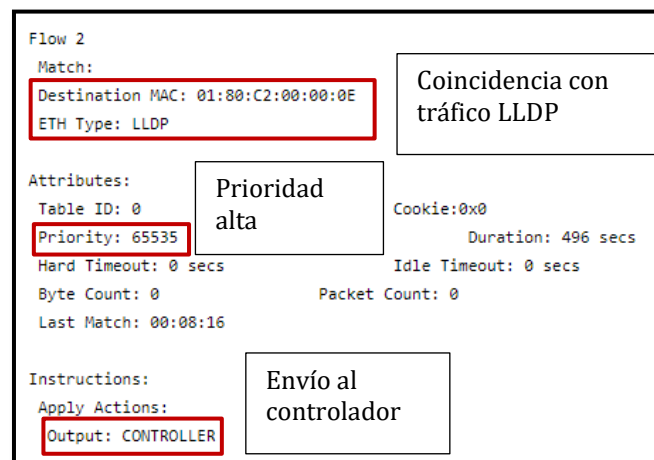 Flow 2
Match:
Destination MAC: 01:80:C2:00:00:0E
ETH Type: LLDP
Coincidencia con
tráfico LLDP
Attributes:
Table ID: 0
Cookie:0x0
Prioridad
alta
Priority: 65535
Duration: 496 secs
Hard Timeout: 0 secs
Idle Timeout: 0 secs
Byte Count: 0
Packet Count: 0
Last Match: 00:08:16
Instructions:
Apply Actions:
Output: CONTROLLER
Envío al
controlador